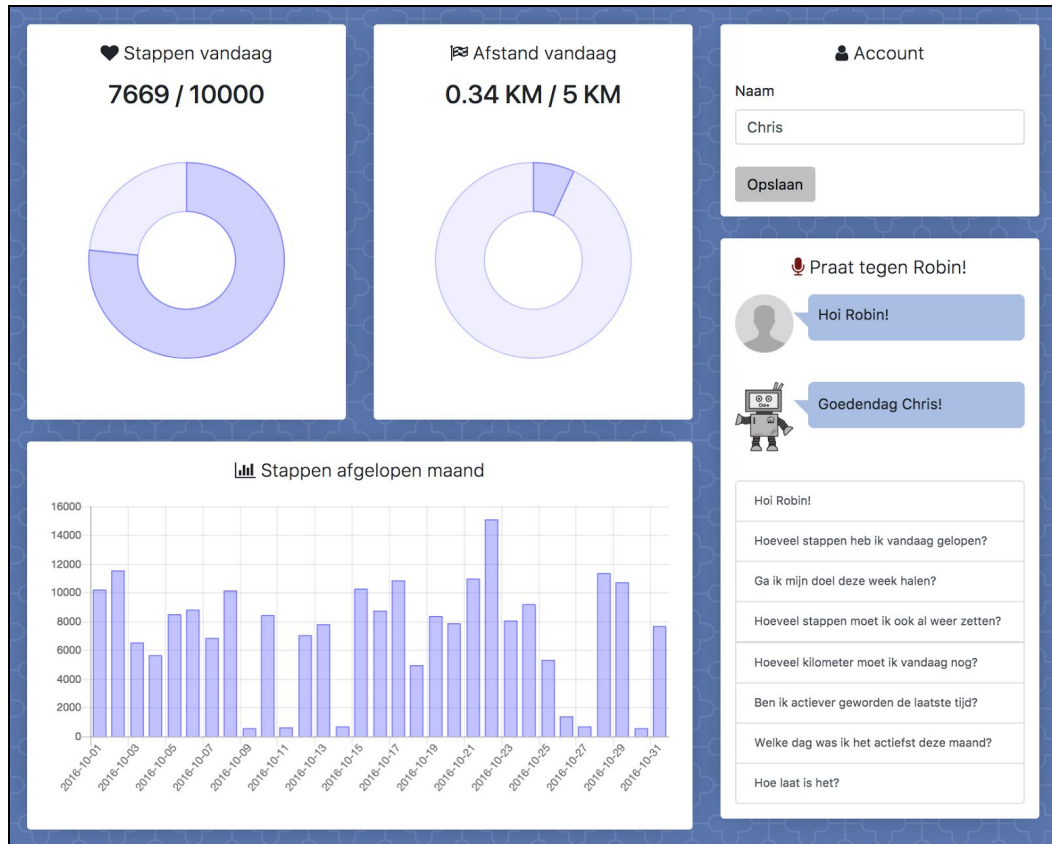 Stappen vandaag
7669 / 10000
Afstand vandaag
0.34 KM / 5 KM
Account
Naam
Chris
Opslaan
Praat tegen Robin!
Hoi Robin!
Goedendag Chris!
Hoi Robin!
Hoeveel stappen heb ik vandaag gelopen?
Ga ik mijn doel deze week halen?
Hoeveel stappen moet ik ook al weer zetten?
Hoeveel kilometer moet ik vandaag nog?
Ben ik actiever geworden de laatste tijd?
Welke dag was ik het actiefst deze maand?
Hoe laat is het?
Stappen afgelopen maand
16000
14000
12000
10000
8000
6000
4000
2000
0
2016-10-01
2016-10-03
2016-10-05
2016-10-07
2016-10-09
2016-10-11
2016-10-13
2016-10-15
2016-10-17
2016-10-19
2016-10-21
2016-10-23
2016-10-25
2016-10-27
2016-10-29
2016-10-31